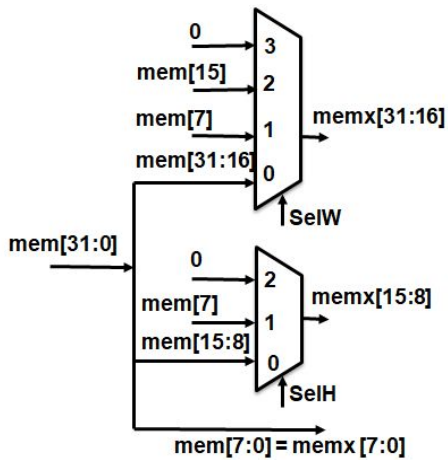 0
3
mem[15]
2
mem[7]
1
memx[31:16]
mem[31:16]
0
SelW
mem[31:0]
0
2
memx[15:8]
mem[7]
1
mem[15:8]
0
SelH
mem[7:0] = memx [7:0]